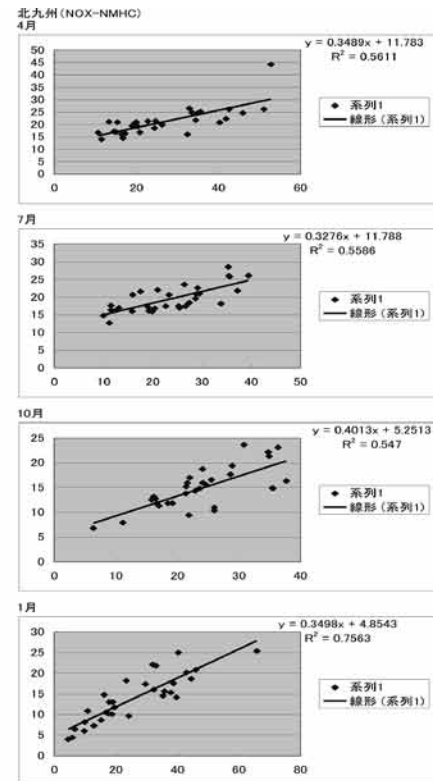 北九州(NOX-NMHC)
4月
y = 0.3489x + 11.783
R² = 0.5611
50
45
40
35
30
25
20
15
10
5
0
0 20 40 60
系列1
線形 (系列1)
7月
y = 0.3276x + 11.788
R² = 0.5586
35
30
25
20
15
10
5
0
0 10 20 30 40 50
系列1
線形 (系列1)
10月
y = 0.4013x + 5.2513
R² = 0.547
25
20
15
10
5
0
0 10 20 30 40
系列1
線形 (系列1)
1月
y = 0.3498x + 4.8543
R² = 0.7563
30
25
20
15
10
5
0
0 20 40 60 80
系列1
線形 (系列1)